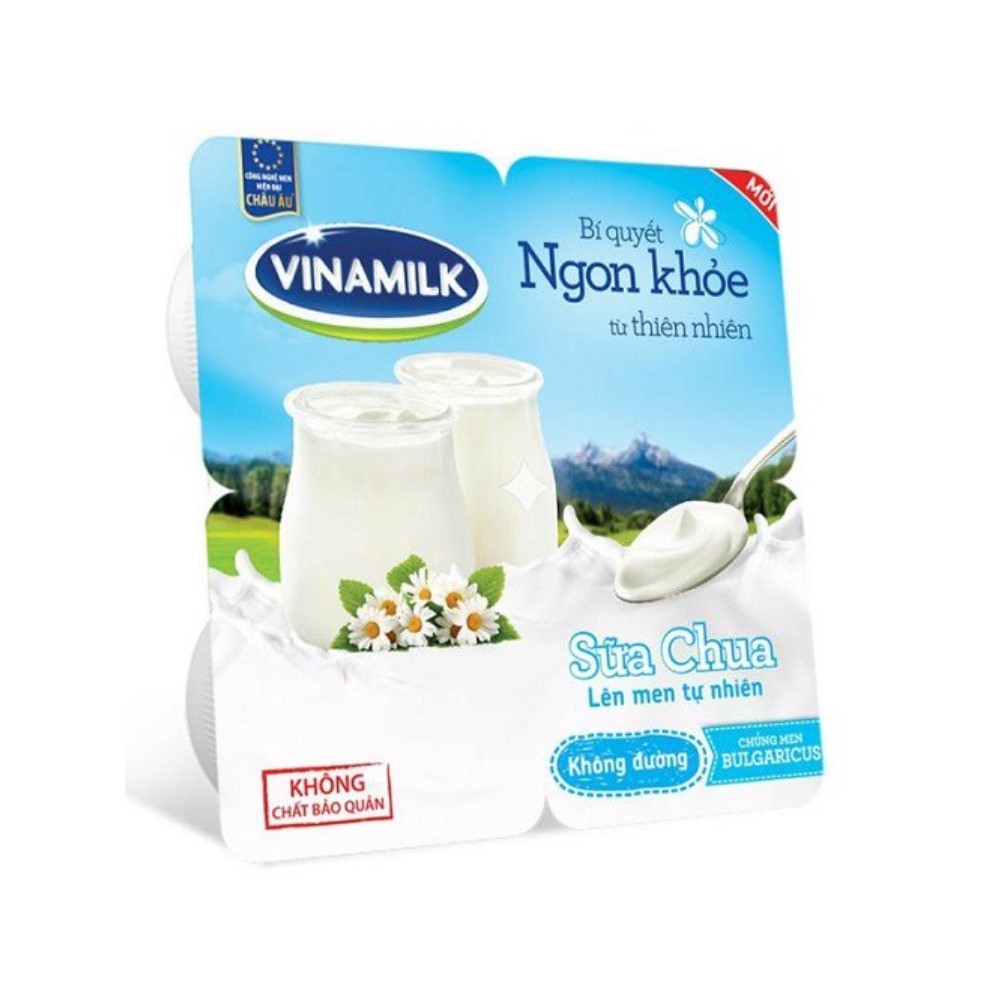 CÔNG NGHỆ MEN
HIỆN ĐẠI
CHÂU ÂU
VINAMILK
MỚI
Bí quyết
Ngon khỏe
từ thiên nhiên
Sữa Chua
Lên men tự nhiên
Không đường
CHỦNG MEN
BULGARICUS
KHÔNG
CHẤT BẢO QUẢN